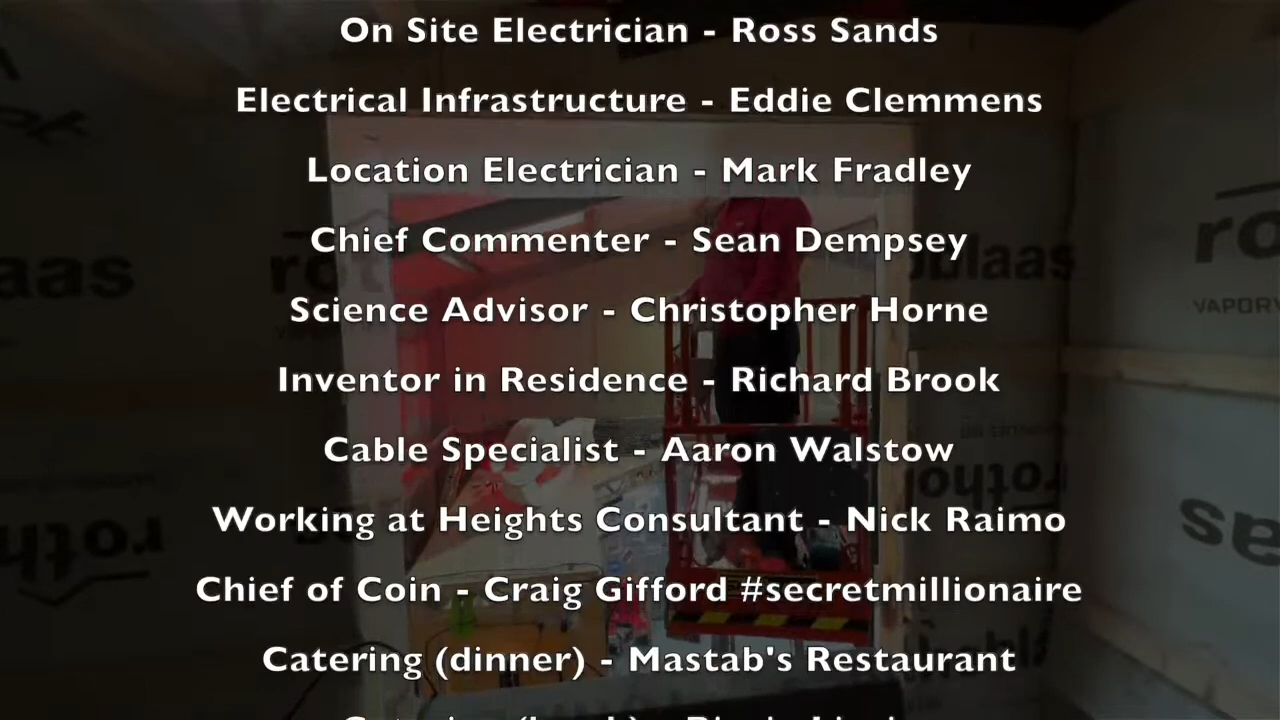 On Site Electrician - Ross Sands
Electrical Infrastructure - Eddie Clemmens
Location Electrician - Mark Fradley
Chief Commenter - Sean Dempsey
Science Advisor - Christopher Horne
Inventor in Residence - Richard Brook
Cable Specialist - Aaron Walstow
Working at Heights Consultant - Nick Raimo
Chief of Coin - Craig Gifford #secretmillionaire
Catering (dinner) - Mastab's Restaurant